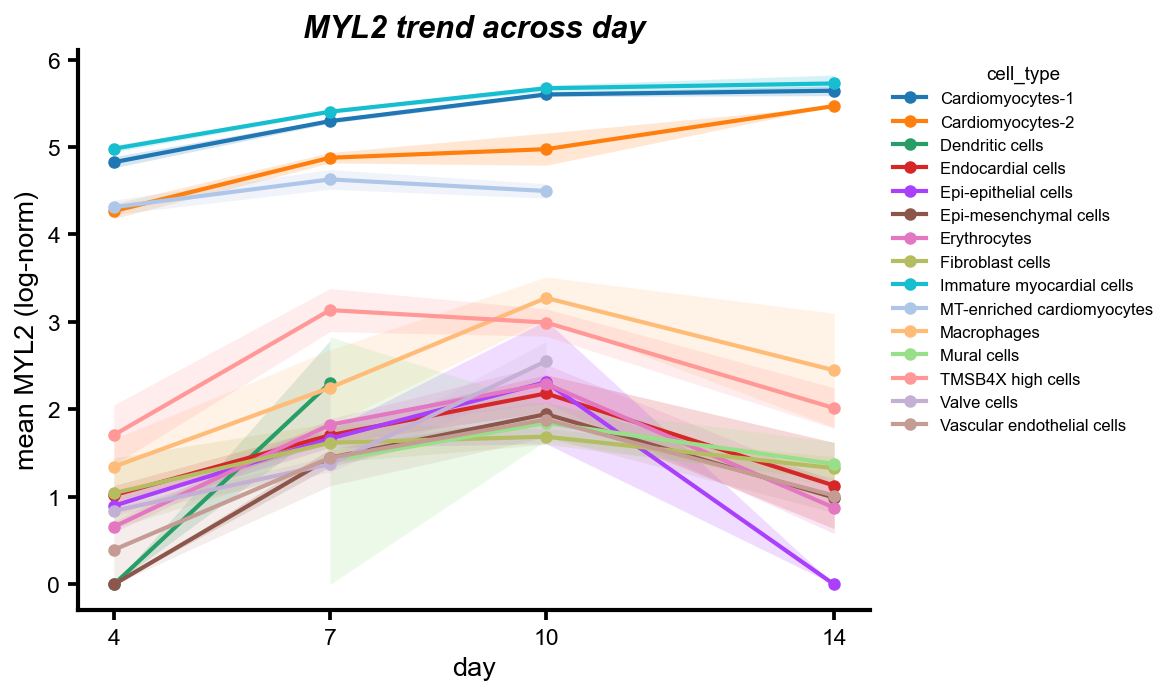 MYL2 trend across day
mean MYL2 (log-norm)
6
5
4
3
2
1
0
4 7 10 14
day
cell_type
Cardiomyocytes-1
Cardiomyocytes-2
Dendritic cells
Endocardial cells
Epi-epithelial cells
Epi-mesenchymal cells
Erythrocytes
Fibroblast cells
Immature myocardial cells
MT-enriched cardiomyocytes
Macrophages
Mural cells
TMSB4X high cells
Valve cells
Vascular endothelial cells